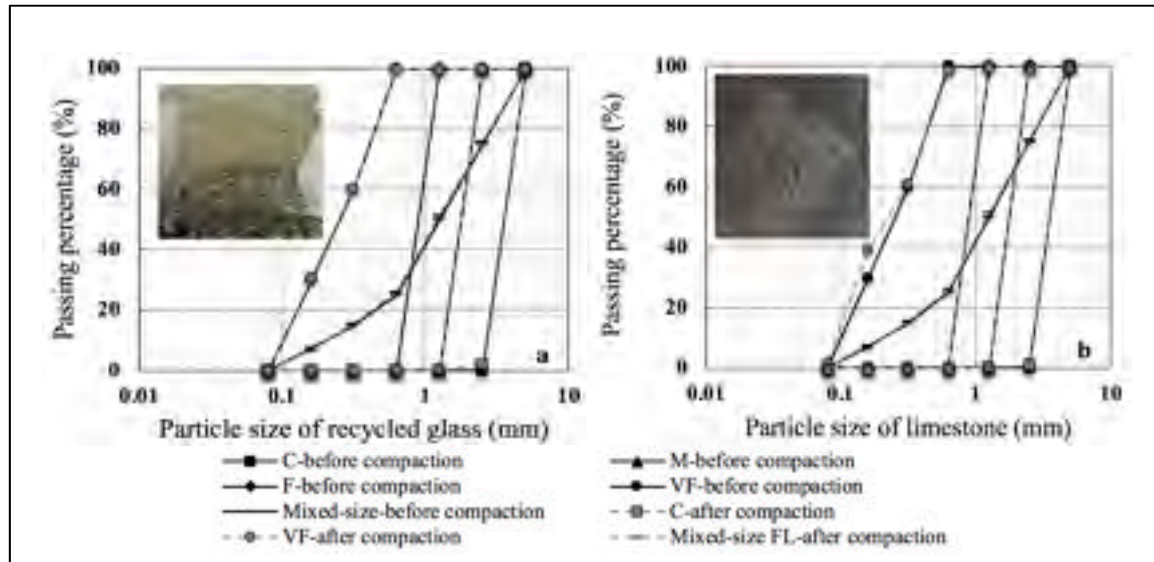 100
80
60
40
20
0
Passing percentage (%)
a
0.01 0.1 1 10
Particle size of recycled glass (mm)
100
80
60
40
20
0
Passing percentage (%)
b
0.01 0.1 1 10
Particle size of limestone (mm)
C-before compaction
F-before compaction
Mixed-size-before compaction
VF-after compaction
M-before compaction
VF-before compaction
C-after compaction
Mixed-size FL-after compaction